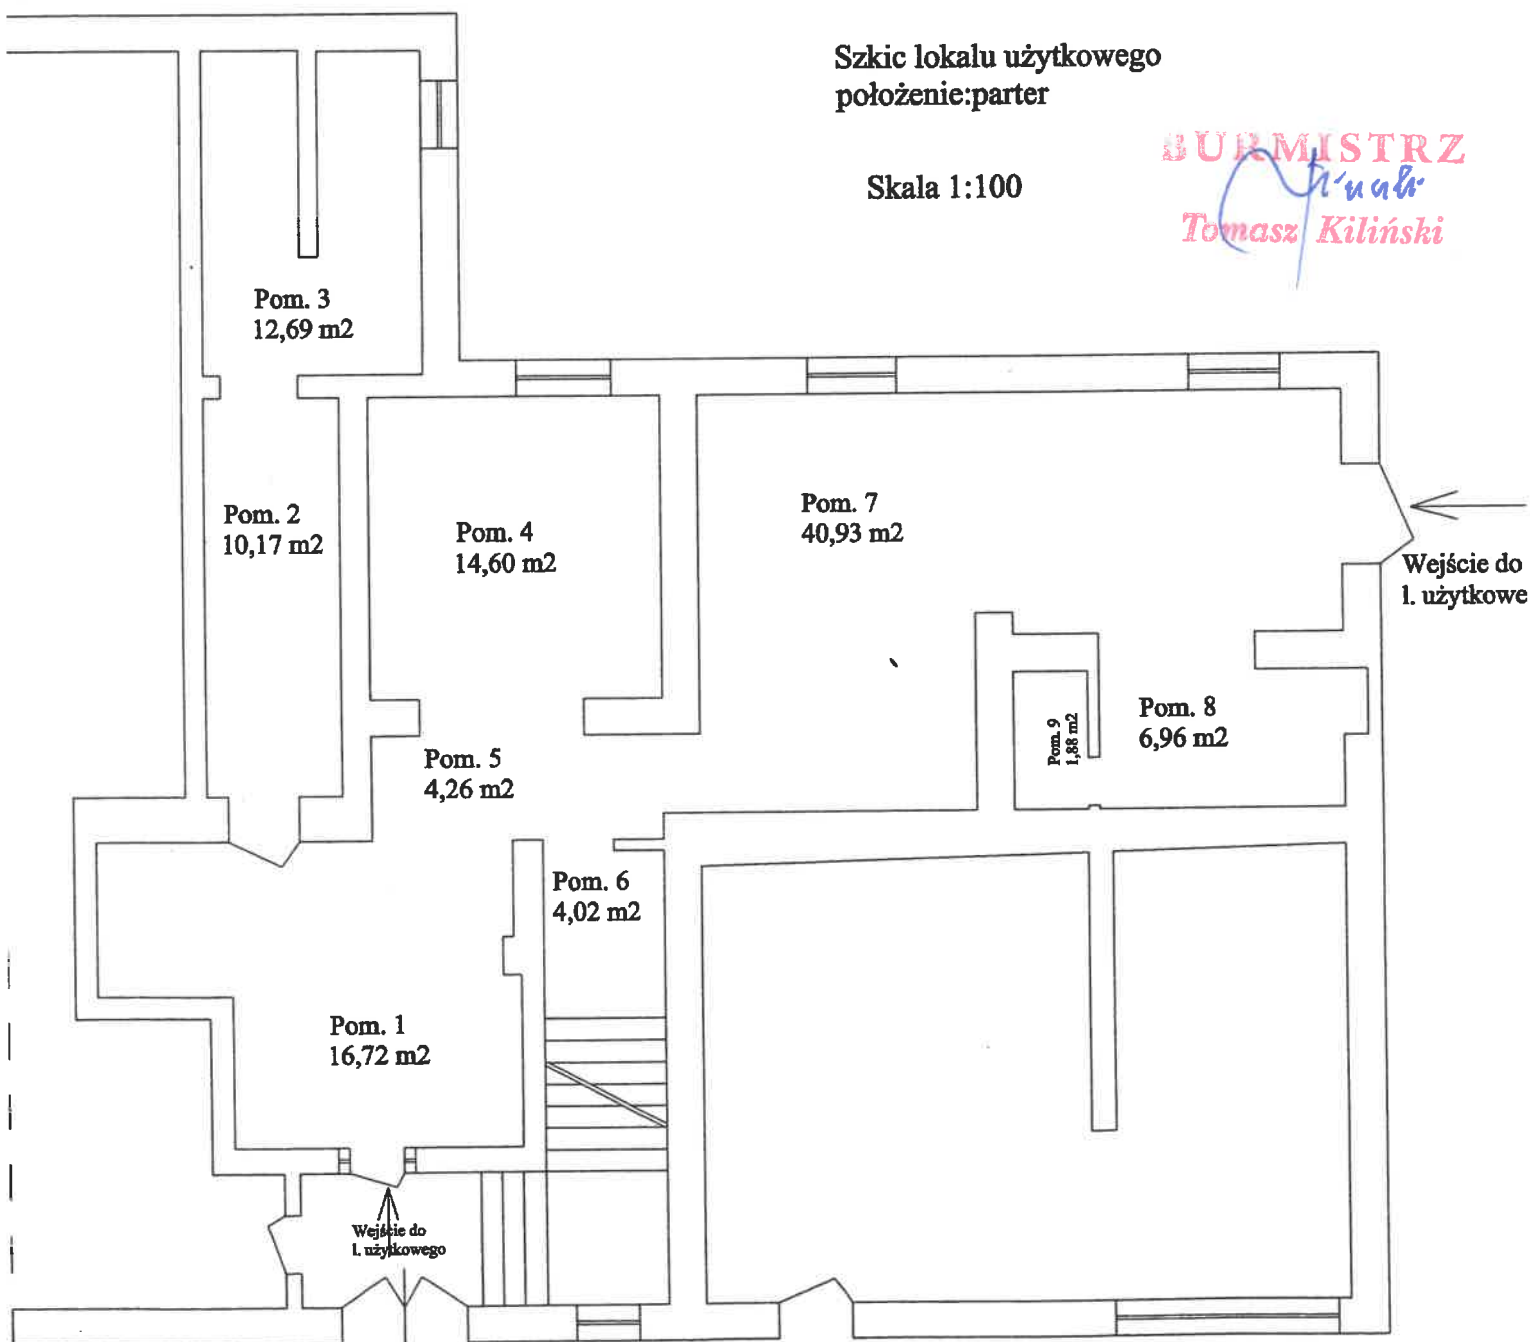 Szkic lokalu użytkowego
położenie:parter
Skala 1:100
BURMISTRZ
Tomasz Kiliński
Pom. 3
12,69 m2
Pom. 2
10,17 m2
Pom. 4
14,60 m2
Pom. 7
40,93 m2
Wejście do
l. użytkowe
Pom. 5
4,26 m2
Pom. 9
1,88 m2
Pom. 8
6,96 m2
Pom. 6
4,02 m2
Pom. 1
16,72 m2
Wejście do
l. użytkowego